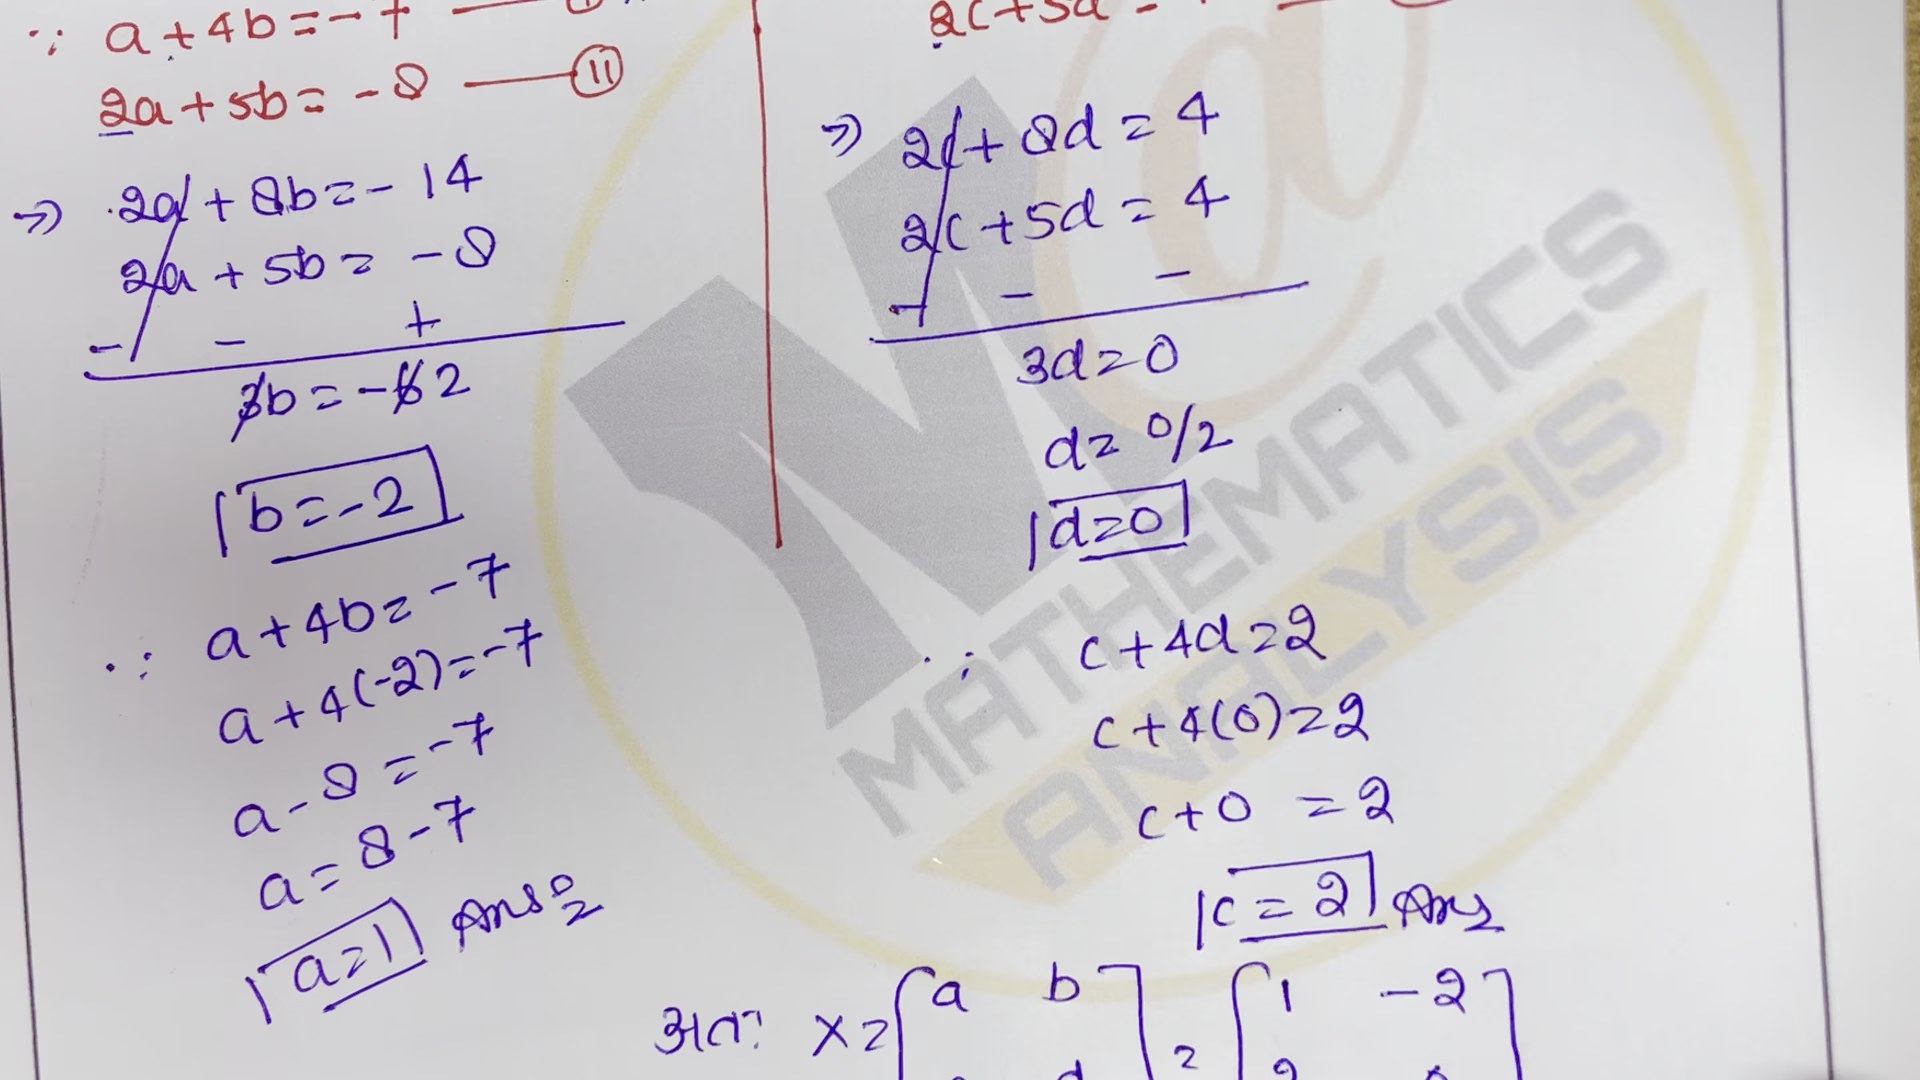 ∵ a + 4b = -7
2a + 5b = -8 —— (11)
⇒ 2a + 8b = - 14
2a + 5b = - 8
- - +
3b = -6 2
b = -2
∵ a + 4b = -7
a + 4(-2) = -7
a - 8 = -7
a = 8 - 7
a = 1 Ans
2c + 5d =
⇒ 2c + 8d = 4
2c + 5d = 4
- - -
3d = 0
d = 0/2
d = 0
∵ c + 4d = 2
c + 4(0) = 2
c + 0 = 2
c = 2 Ans
अतः X = [ a b ] = [ 1 -2 ]
d
MATHEMATICS
ANALYSIS